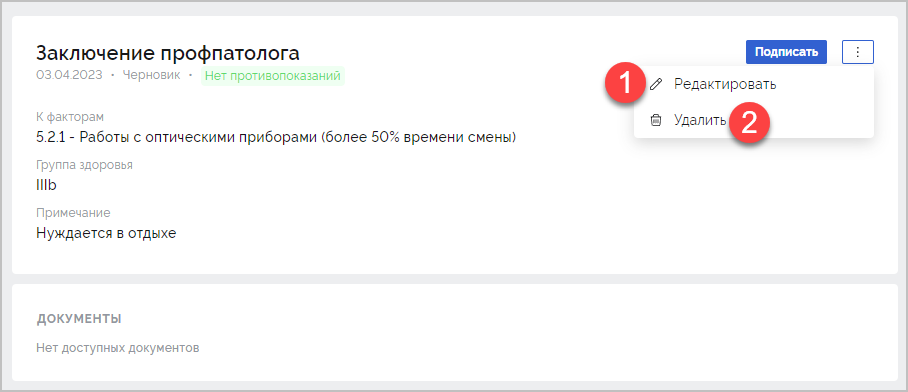 Заключение профпатолога
Подписать
03.04.2023 • Черновик • Нет противопоказаний
1 Редактировать
Удалить 2
К факторам
5.2.1 - Работы с оптическими приборами (более 50% времени смены)
Группа здоровья
IIIb
Примечание
Нуждается в отдыхе
ДОКУМЕНТЫ
Нет доступных документов